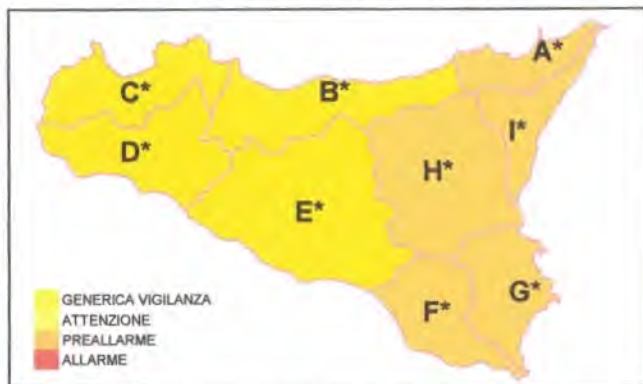 A*
C*
B*
I*
D*
H*
E*
G*
F*
GENERICA VIGILANZA
ATTENZIONE
PREALLARME
ALLARME